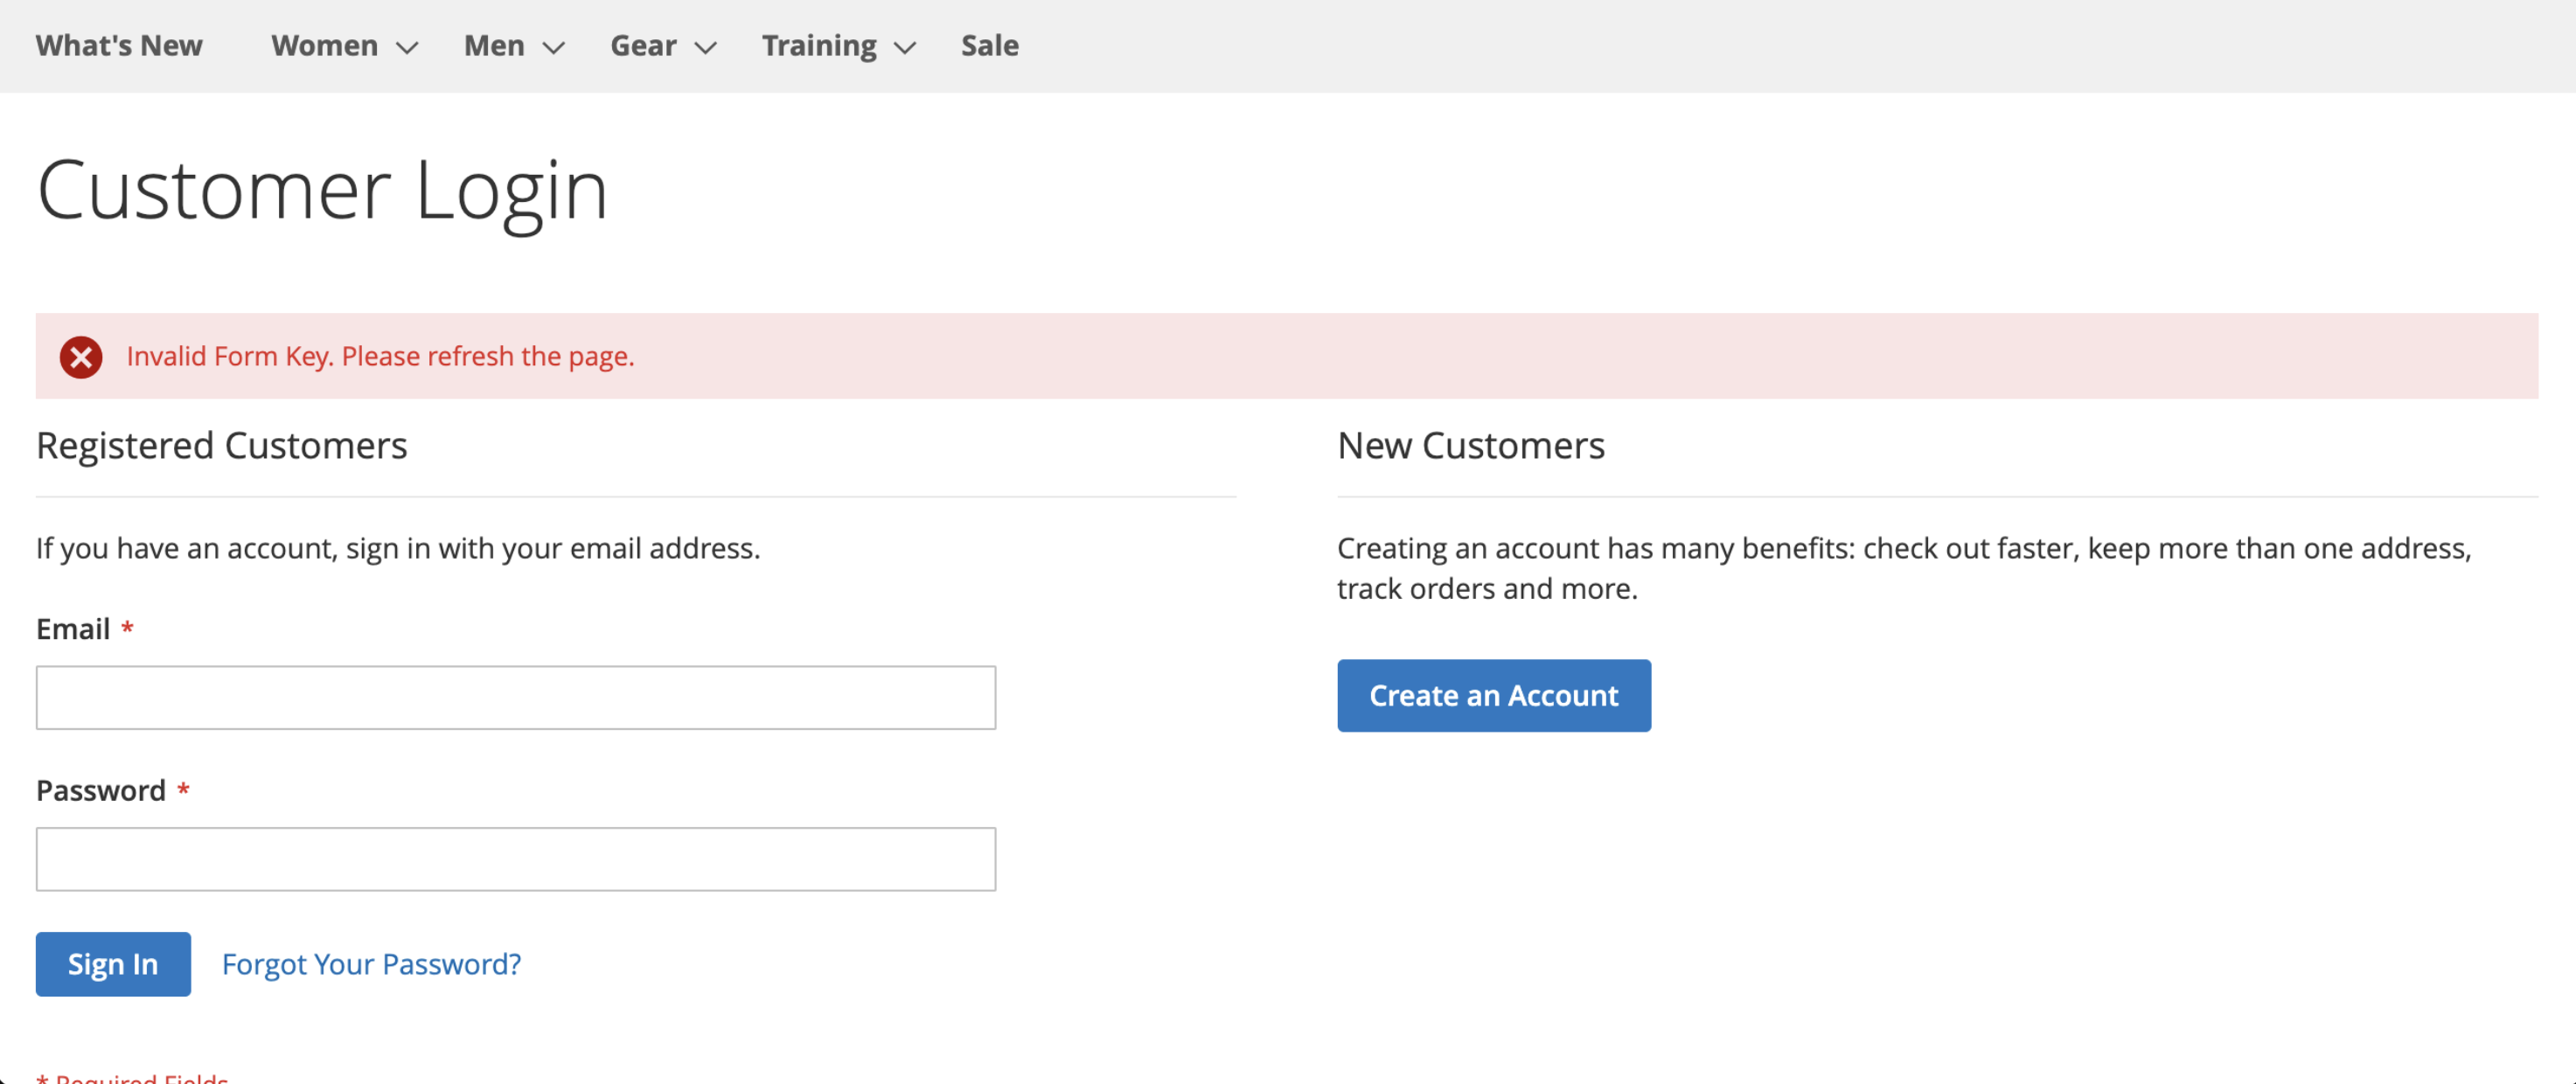 What's New Women Men Gear Training Sale
Customer Login
Invalid Form Key. Please refresh the page.
Registered Customers
If you have an account, sign in with your email address.
Email *
Password *
Sign In Forgot Your Password?
* Required Fields
New Customers
Creating an account has many benefits: check out faster, keep more than one address,
track orders and more.
Create an Account